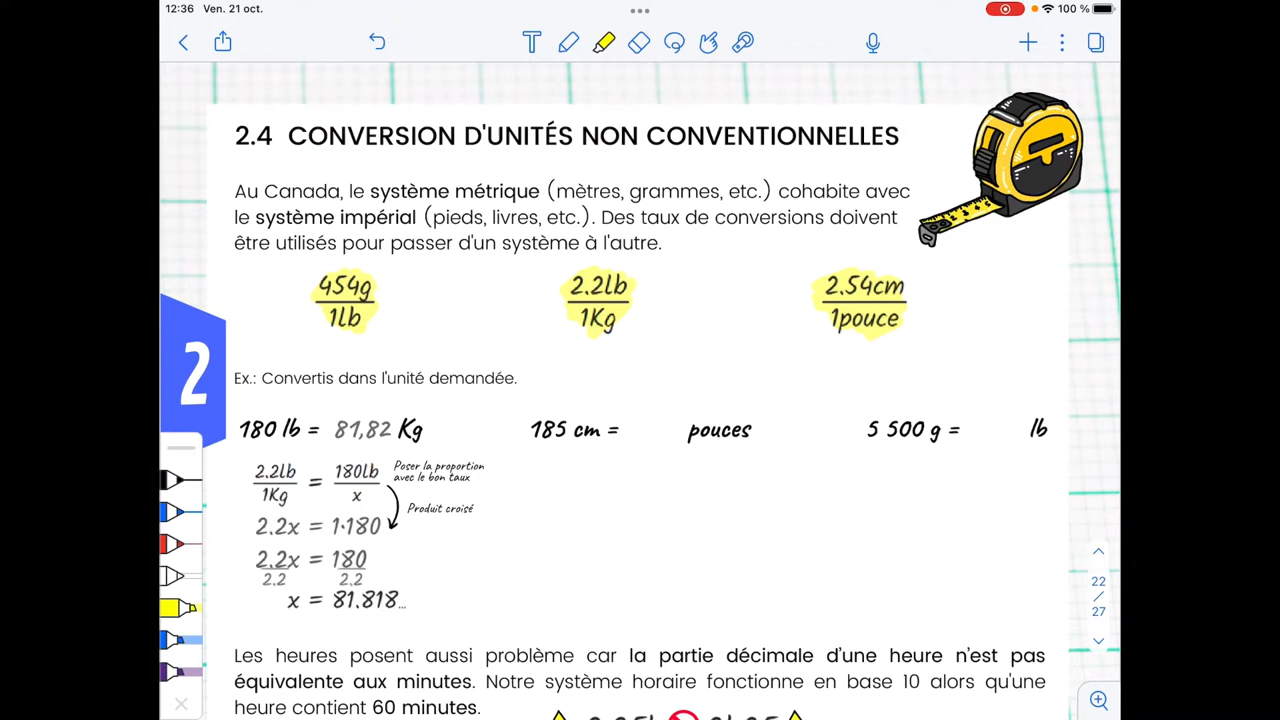 12:36 Ven. 21 oct.
100 %
2.4 CONVERSION D'UNITÉS NON CONVENTIONNELLES
Au Canada, le système métrique (mètres, grammes, etc.) cohabite avec
le système impérial (pieds, livres, etc.). Des taux de conversions doivent
être utilisés pour passer d'un système à l'autre.
454g
1lb
2.2lb
1Kg
2.54cm
1pouce
2
Ex.: Convertis dans l'unité demandée.
180 lb = 81,82 Kg
185 cm = pouces
5 500 g = lb
2.2lb = 180lb
1Kg x
Poser la proportion
avec le bon taux
Produit croisé
2.2x = 1·180
2.2x = 180
2.2 2.2
x = 81.818...
22
/
27
Les heures posent aussi problème car la partie décimale d'une heure n'est pas
équivalente aux minutes. Notre système horaire fonctionne en base 10 alors qu'une
heure contient 60 minutes.